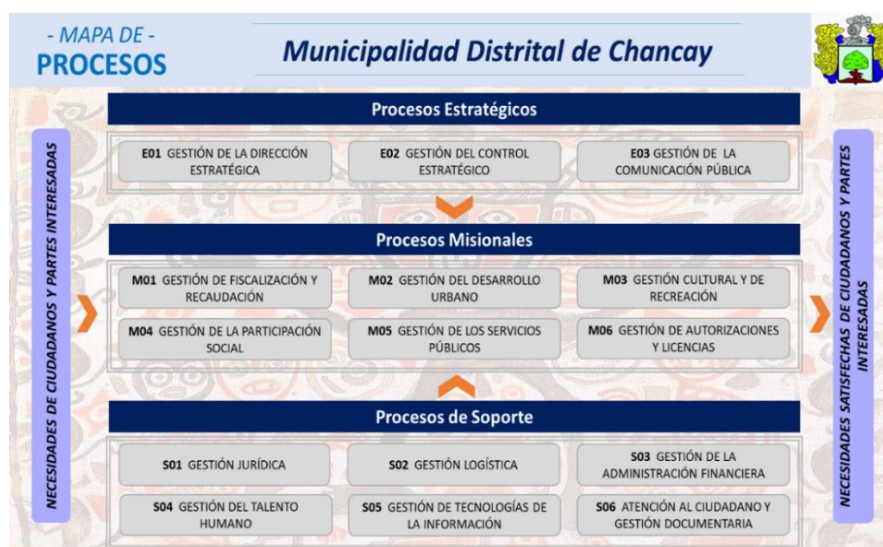 - MAPA DE -
PROCESOS
Municipalidad Distrital de Chancay
NECESIDADES DE CIUDADANOS Y PARTES INTERESADAS
Procesos Estratégicos
E01 GESTIÓN DE LA DIRECCIÓN
ESTRATÉGICA
E02 GESTIÓN DEL CONTROL
ESTRATÉGICO
E03 GESTIÓN DE LA
COMUNICACIÓN PÚBLICA
Procesos Misionales
M01 GESTIÓN DE FISCALIZACIÓN Y
RECAUDACIÓN
M02 GESTIÓN DEL DESARROLLO
URBANO
M03 GESTIÓN CULTURAL Y DE
RECREACIÓN
M04 GESTIÓN DE LA PARTICIPACIÓN
SOCIAL
M05 GESTIÓN DE LOS SERVICIOS
PÚBLICOS
M06 GESTIÓN DE AUTORIZACIONES
Y LICENCIAS
Procesos de Soporte
S01 GESTIÓN JURÍDICA
S02 GESTIÓN LOGÍSTICA
S03 GESTIÓN DE LA
ADMINISTRACIÓN FINANCIERA
S04 GESTIÓN DEL TALENTO
HUMANO
S05 GESTIÓN DE TECNOLOGÍAS DE
LA INFORMACIÓN
S06 ATENCIÓN AL CIUDADANO Y
GESTIÓN DOCUMENTARIA
NECESIDADES SATISFECHAS DE CIUDADANOS Y PARTES
INTERESADAS